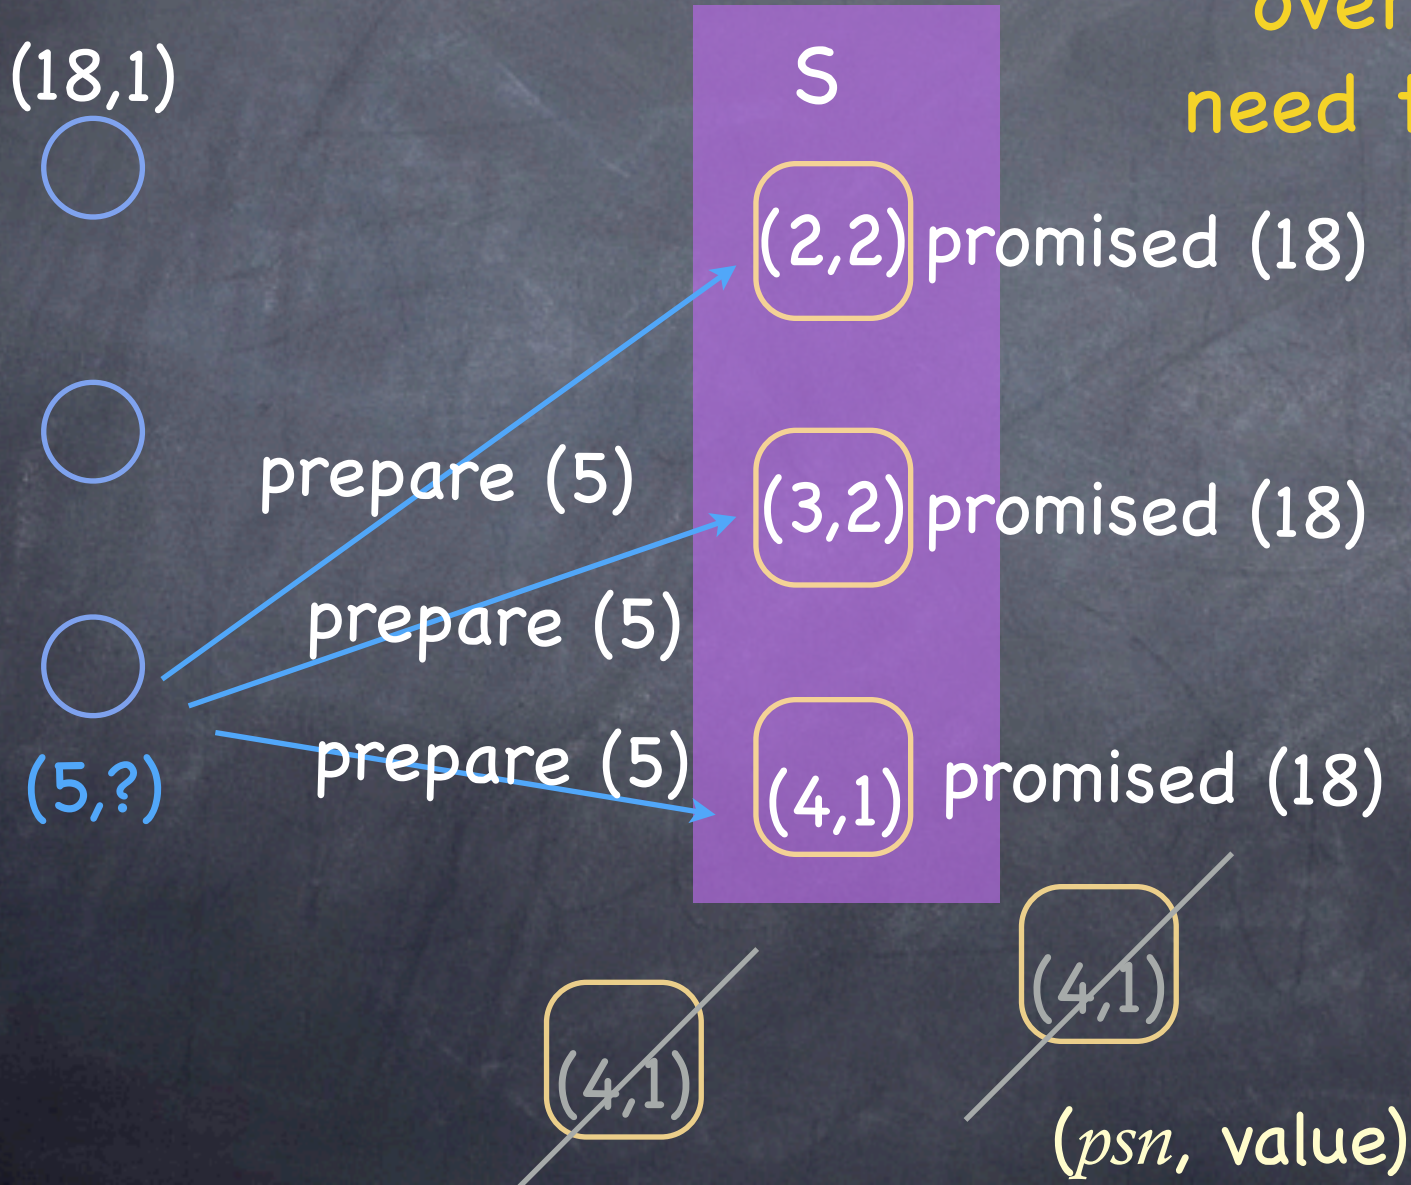 over
need
(18,1)
S
(2,2) promised (18)
prepare (5)
(3,2) promised (18)
prepare (5)
prepare (5)
(5,?)
(4,1) promised (18)
(4,1)
(4,1)
(psn, value)